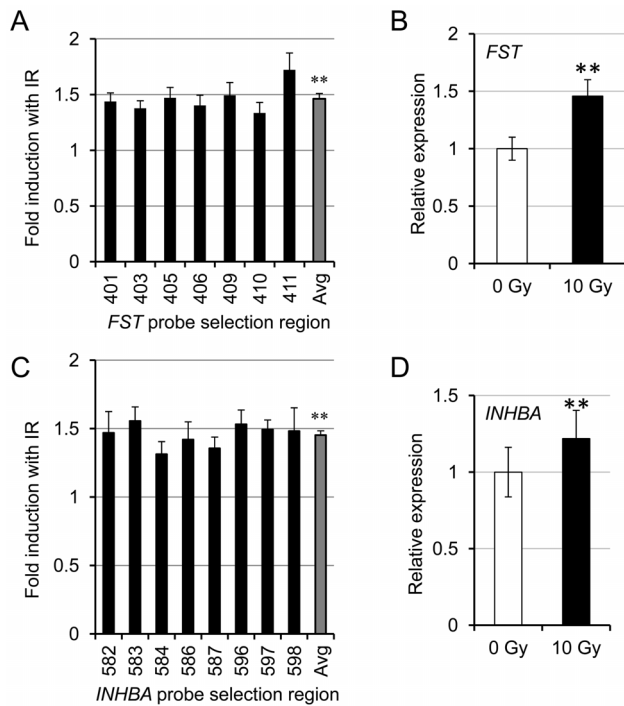 A
Fold induction with IR
2
1.5
1
0.5
0
**
401 403 405 406 409 410 411 Avg
FST probe selection region
B
Relative expression
2
1.5
1
0.5
0
FST
**
0 Gy 10 Gy
C
Fold induction with IR
2
1.5
1
0.5
0
**
582 583 584 586 587 596 597 598 Avg
INHBA probe selection region
D
Relative expression
1.5
1
0.5
0
INHBA
**
0 Gy 10 Gy